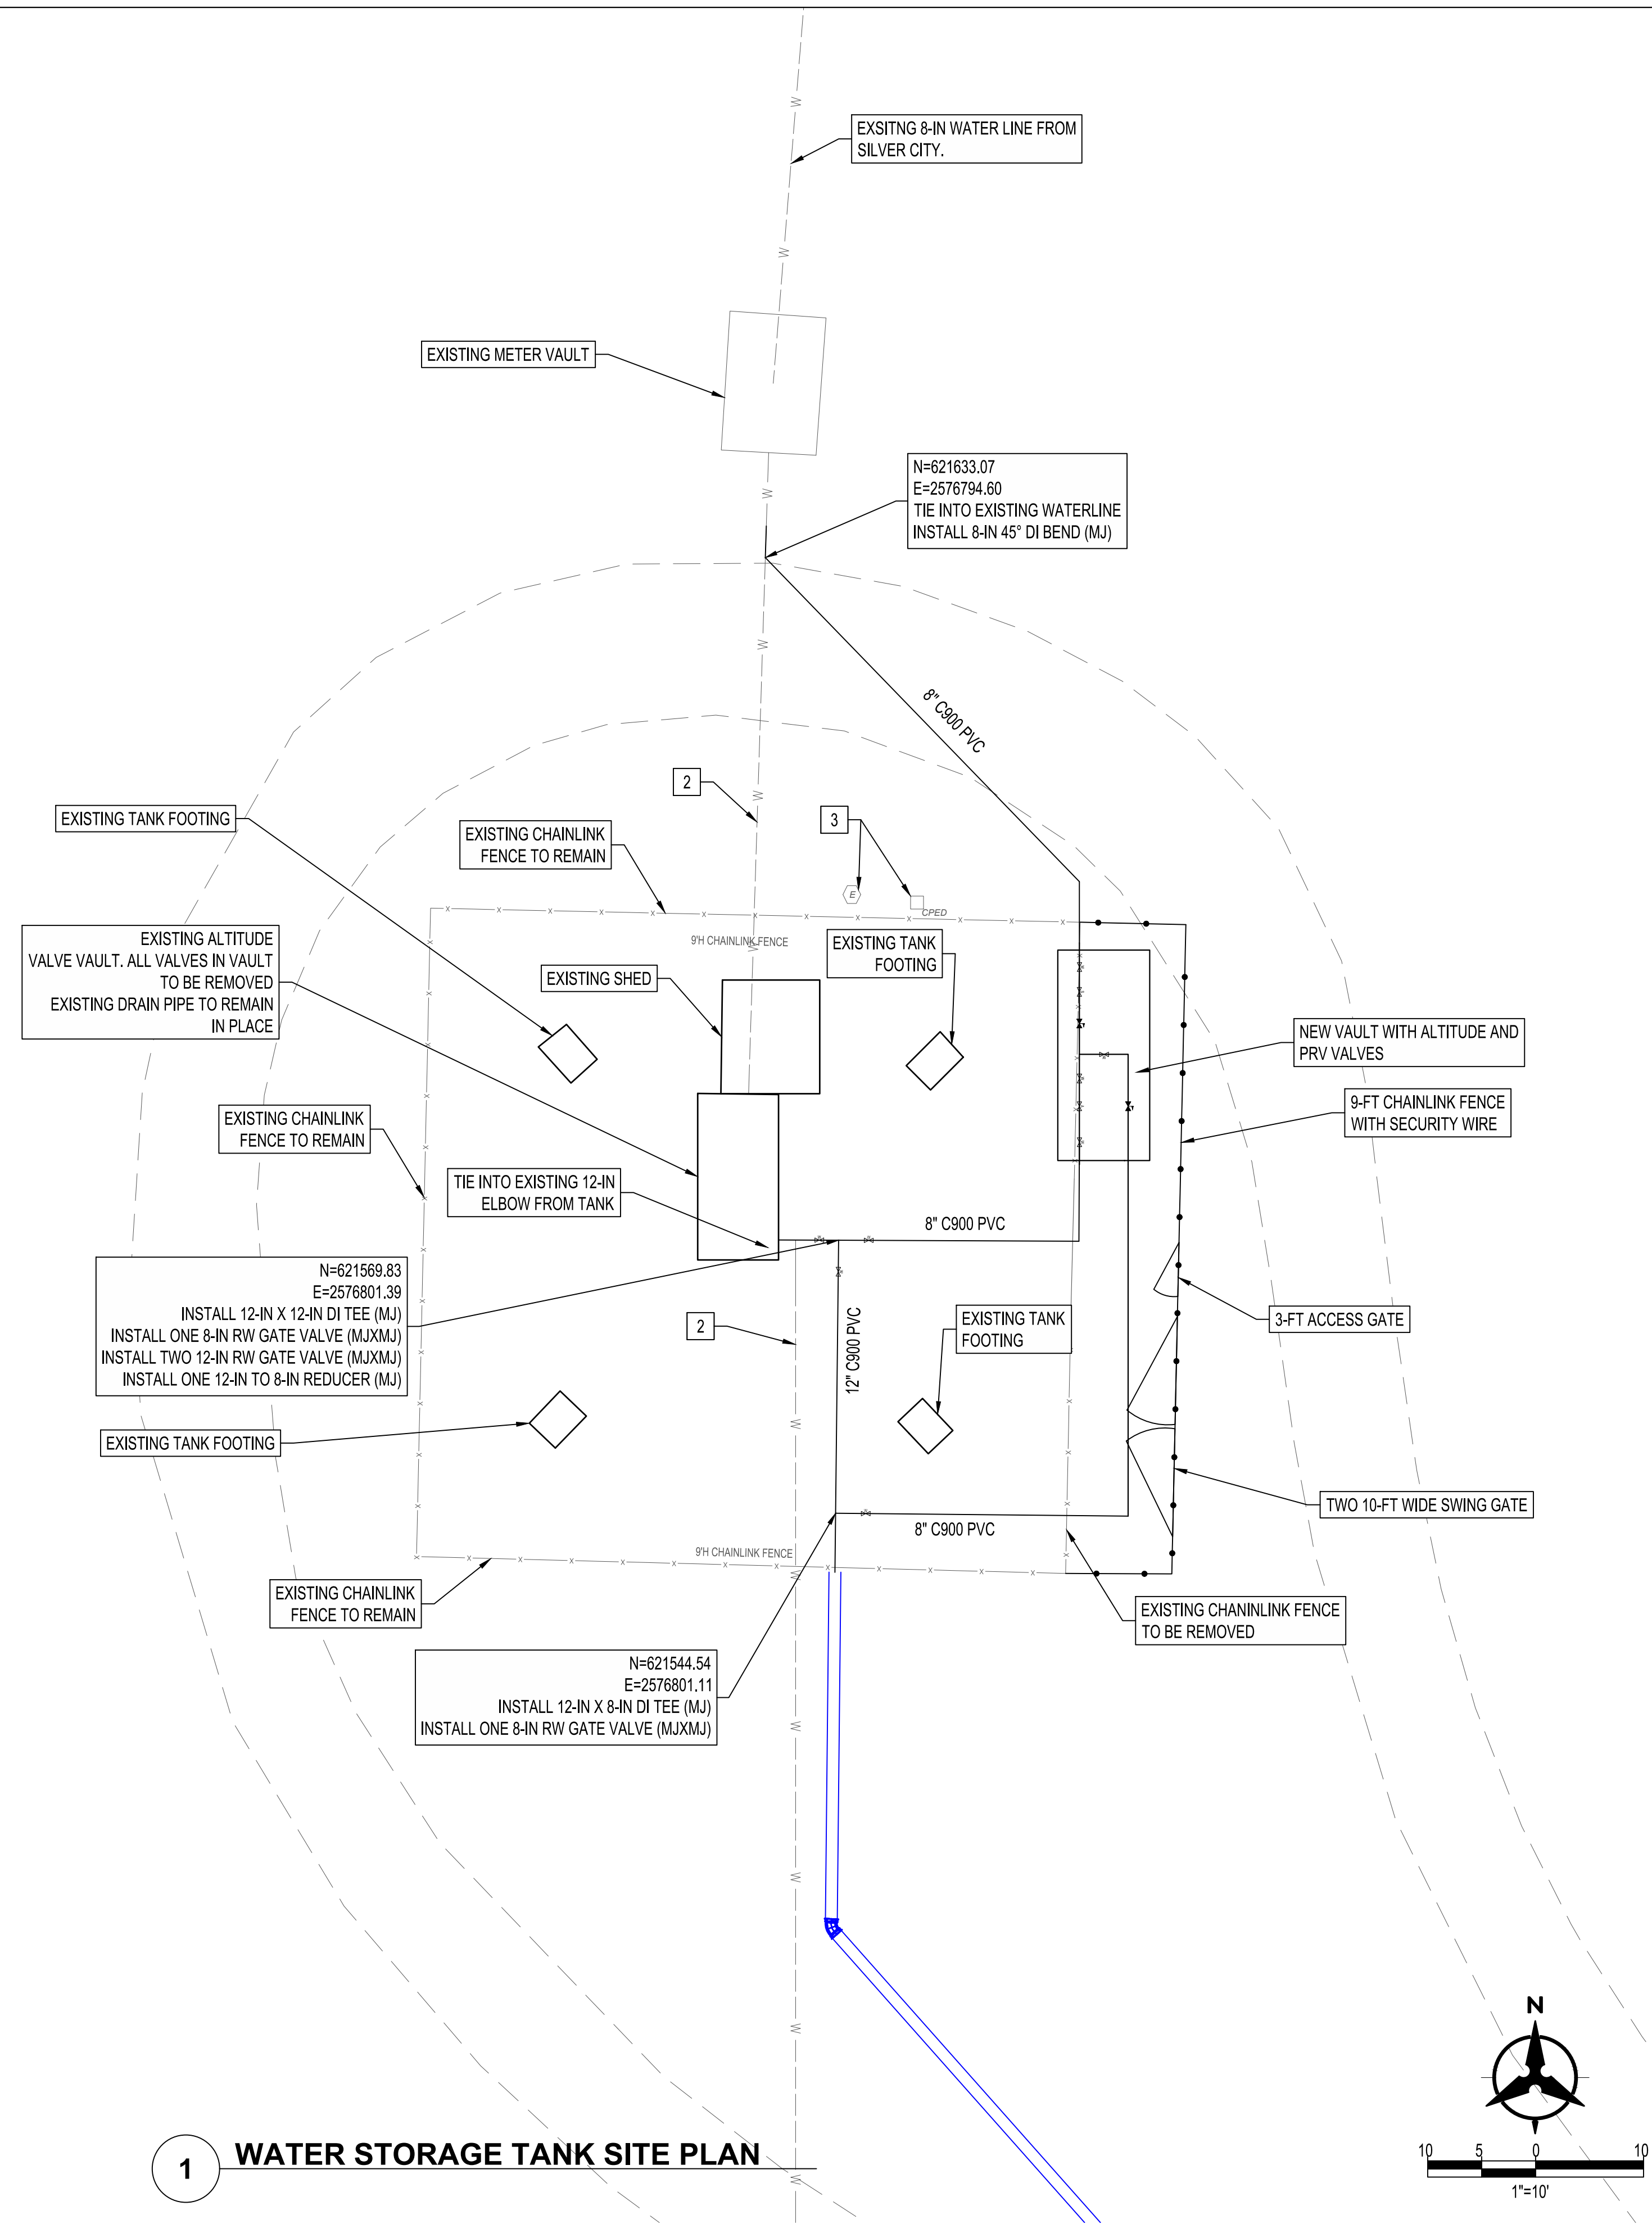 W
EXSITNG 8-IN WATER LINE FROM
SILVER CITY.
W
EXISTING METER VAULT
N=621633.07
E=2576794.60
TIE INTO EXISTING WATERLINE
INSTALL 8-IN 45° DI BEND (MJ)
W
W
8" C900 PVC
2
W
3
EXISTING TANK FOOTING
EXISTING CHAINLINK
FENCE TO REMAIN
E
CPED
9'H CHAINLINK FENCE
W
EXISTING ALTITUDE
VALVE VAULT. ALL VALVES IN VAULT
TO BE REMOVED
EXISTING DRAIN PIPE TO REMAIN
IN PLACE
EXISTING SHED
EXISTING TANK
FOOTING
NEW VAULT WITH ALTITUDE AND
PRV VALVES
9-FT CHAINLINK FENCE
WITH SECURITY WIRE
EXISTING CHAINLINK
FENCE TO REMAIN
TIE INTO EXISTING 12-IN
ELBOW FROM TANK
8" C900 PVC
N=621569.83
E=2576801.39
INSTALL 12-IN X 12-IN DI TEE (MJ)
INSTALL ONE 8-IN RW GATE VALVE (MJXMJ)
INSTALL TWO 12-IN RW GATE VALVE (MJXMJ)
INSTALL ONE 12-IN TO 8-IN REDUCER (MJ)
2
12" C900 PVC
EXISTING TANK
FOOTING
3-FT ACCESS GATE
EXISTING TANK FOOTING
W
TWO 10-FT WIDE SWING GATE
8" C900 PVC
9'H CHAINLINK FENCE
W
EXISTING CHAINLINK
FENCE TO REMAIN
EXISTING CHANINLINK FENCE
TO BE REMOVED
N=621544.54
E=2576801.11
INSTALL 12-IN X 8-IN DI TEE (MJ)
INSTALL ONE 8-IN RW GATE VALVE (MJXMJ)
W
W
W
N
1
WATER STORAGE TANK SITE PLAN
W
10 5 0 10
1"=10'